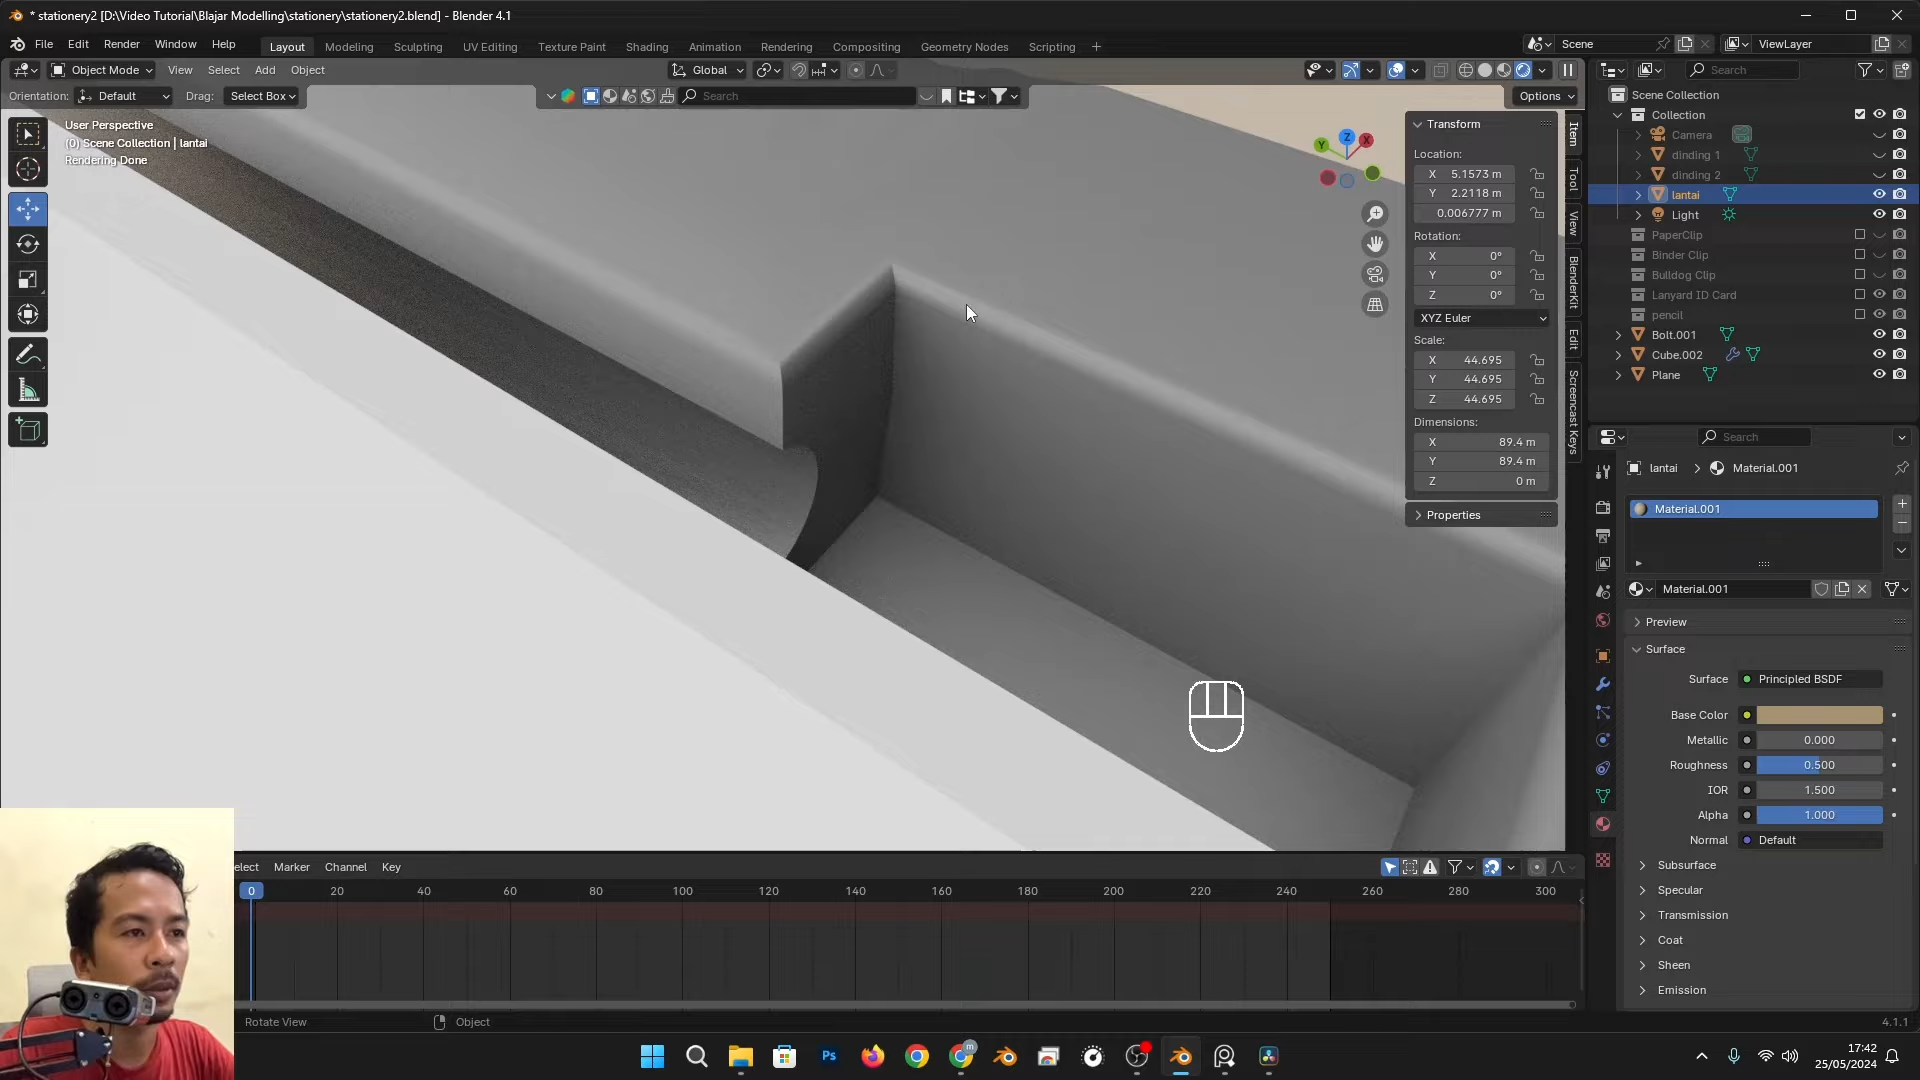 * stationery2 [D:\Video Tutorial\Blajar Modelling\stationery\stationery2.blend] - Blender 4.1
File Edit Render Window Help
Layout Modeling Sculpting UV Editing Texture Paint Shading Animation Rendering Compositing Geometry Nodes Scripting +
Scene ViewLayer
Object Mode View Select Add Object Global
Search
Orientation: Default Drag: Select Box Search Options
User Perspective
(0) Scene Collection | lantai
Rendering Done
Y Z X
Transform
Location:
X 5.1573 m
Y 2.2118 m
0.006777 m
Rotation:
X 0°
Y 0°
Z 0°
XYZ Euler
Scale:
X 44.695
Y 44.695
Z 44.695
Dimensions:
X 89.4 m
Y 89.4 m
Z 0 m
Properties
Item
Tool
View
BlenderKit
Edit
Screencast Keys
Scene Collection
Collection
Camera
dinding 1
dinding 2
lantai
Light
PaperClip
Binder Clip
Bulldog Clip
Lanyard ID Card
pencil
Bolt.001
Cube.002
Plane
Search
lantai > Material.001
Material.001
Material.001
Preview
Surface
Surface Principled BSDF
Base Color
Metallic 0.000
Roughness 0.500
IOR 1.500
Alpha 1.000
Normal Default
Subsurface
Specular
Transmission
Coat
Sheen
Emission
elect Marker Channel Key
0 20 40 60 80 100 120 140 160 180 200 220 240 260 280 300
Rotate View Object
4.1.1
Ps
m
17:42
25/05/2024